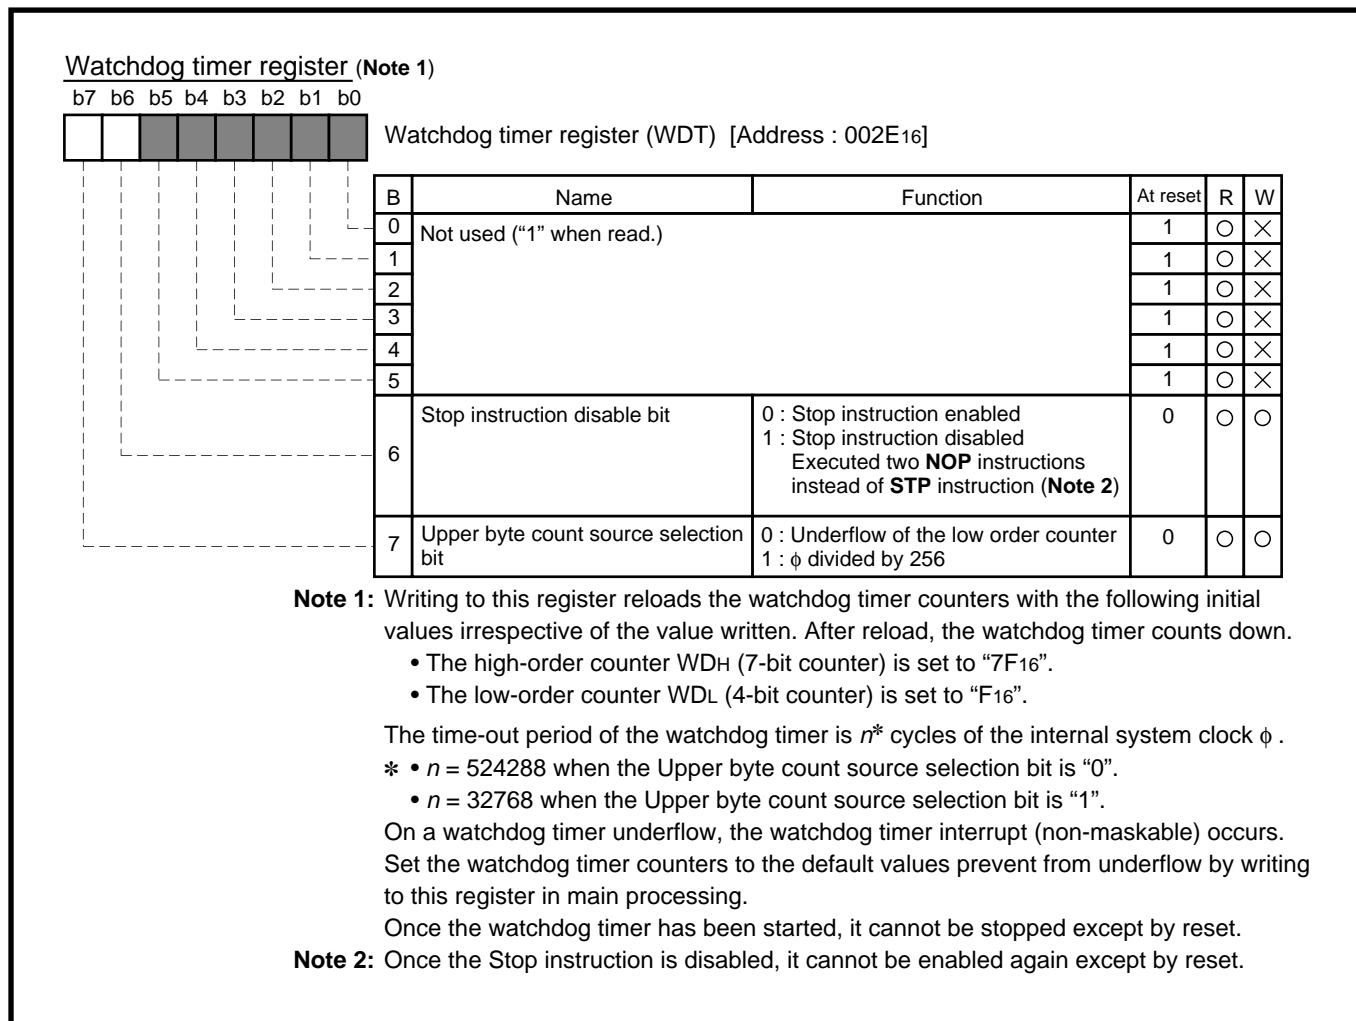 Watchdog timer register (Note 1)
b7 b6 b5 b4 b3 b2 b1 b0
Watchdog timer register (WDT) [Address : 002E16]
B Name Function At reset R W
0 Not used (“1” when read.) 1 ○ ×
1 1 ○ ×
2 1 ○ ×
3 1 ○ ×
4 1 ○ ×
5 1 ○ ×
6 Stop instruction disable bit 0 : Stop instruction enabled 0 ○ ○
1 : Stop instruction disabled
Executed two NOP instructions
instead of STP instruction (Note 2)
7 Upper byte count source selection 0 : Underflow of the low order counter 0 ○ ○
bit 1 : ϕ divided by 256
Note 1: Writing to this register reloads the watchdog timer counters with the following initial
values irrespective of the value written. After reload, the watchdog timer counts down.
• The high-order counter WDH (7-bit counter) is set to “7F16”.
• The low-order counter WDL (4-bit counter) is set to “F16”.
The time-out period of the watchdog timer is n* cycles of the internal system clock ϕ .
* • n = 524288 when the Upper byte count source selection bit is “0”.
• n = 32768 when the Upper byte count source selection bit is “1”.
On a watchdog timer underflow, the watchdog timer interrupt (non-maskable) occurs.
Set the watchdog timer counters to the default values prevent from underflow by writing
to this register in main processing.
Once the watchdog timer has been started, it cannot be stopped except by reset.
Note 2: Once the Stop instruction is disabled, it cannot be enabled again except by reset.